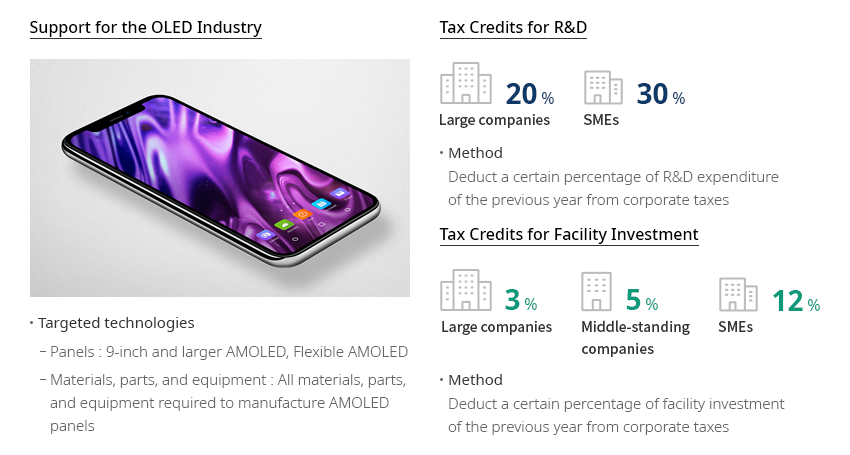 Support for the OLED Industry
• Targeted technologies
– Panels : 9-inch and larger AMOLED, Flexible AMOLED
– Materials, parts, and equipment : All materials, parts,
and equipment required to manufacture AMOLED
panels
Tax Credits for R&D
20 % 30 %
Large companies SMEs
• Method
Deduct a certain percentage of R&D expenditure
of the previous year from corporate taxes
Tax Credits for Facility Investment
3 % 5 % 12 %
Large companies Middle-standing SMEs
companies
• Method
Deduct a certain percentage of facility investment
of the previous year from corporate taxes